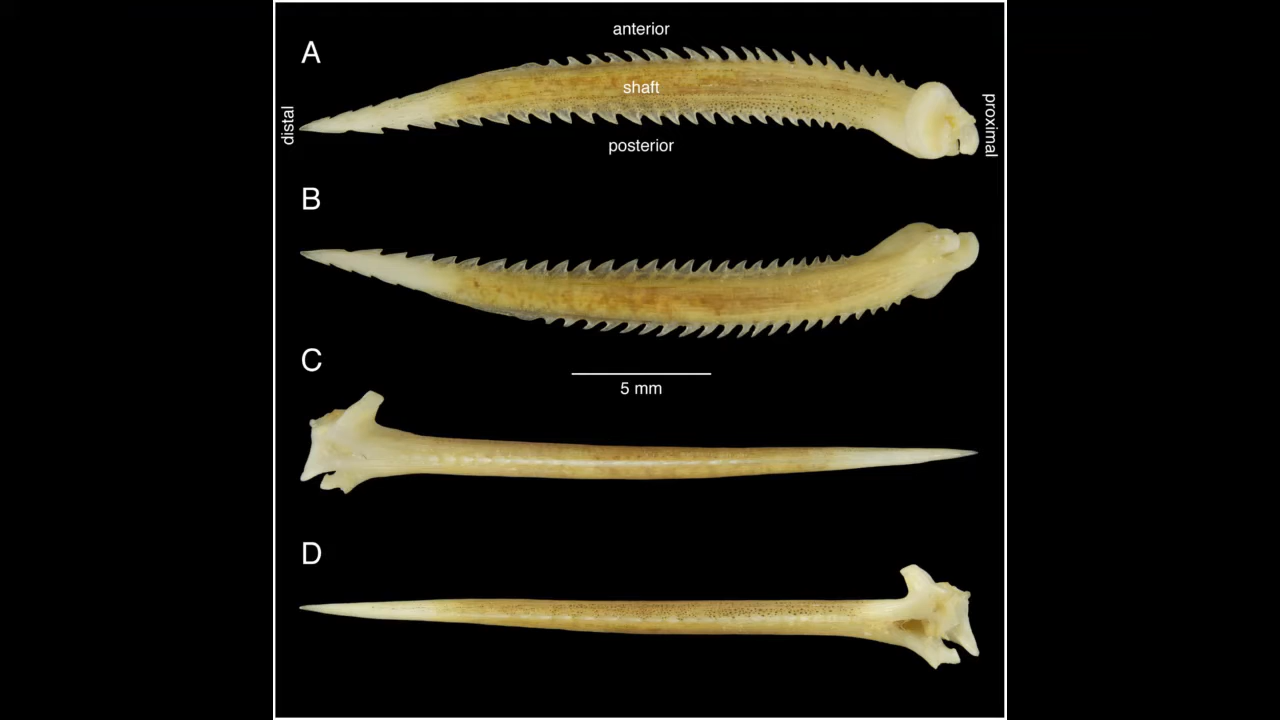 A
anterior
shaft
distal
proximal
posterior
B
5 mm
C
D